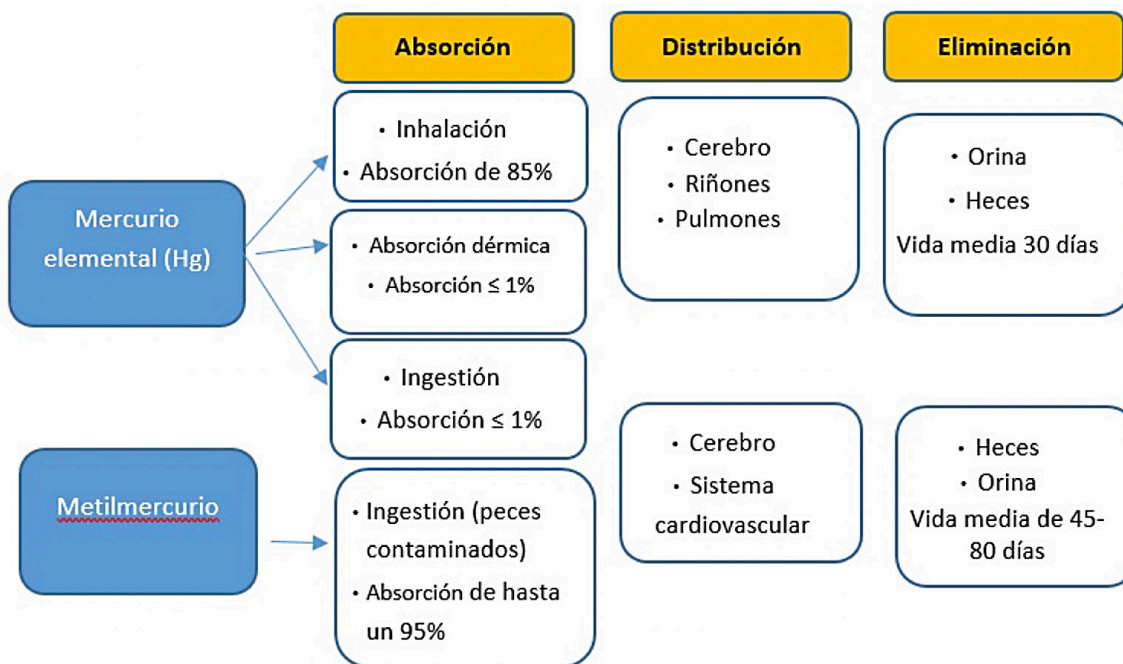 Absorción
Distribución
Eliminación
Mercurio
elemental (Hg)
• Inhalación
• Absorción de 85%
• Absorción dérmica
• Absorción ≤ 1%
• Ingestión
• Absorción ≤ 1%
• Cerebro
• Riñones
• Pulmones
• Orina
• Heces
Vida media 30 días
Metilmercurio
• Ingestión (peces
contaminados)
• Absorción de hasta
un 95%
• Cerebro
• Sistema
cardiovascular
• Heces
• Orina
Vida media de 45-
80 días